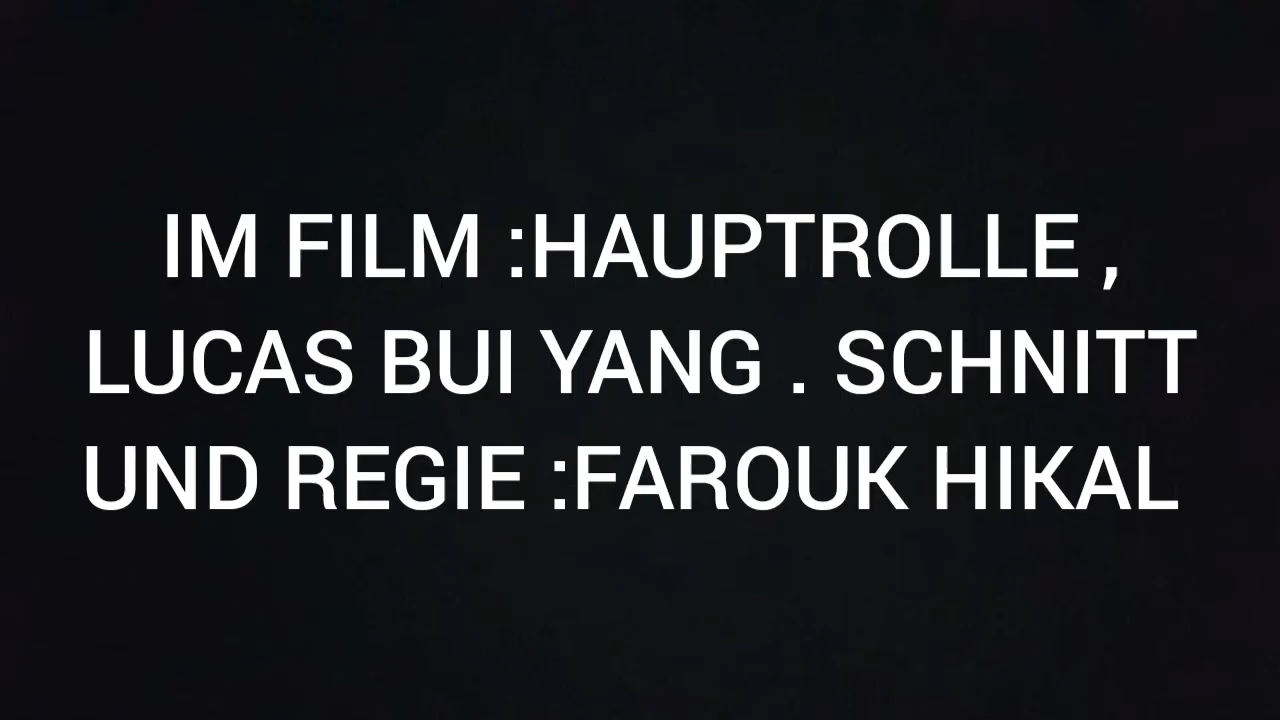 IM FILM :HAUPTROLLE ,
LUCAS BUI YANG . SCHNITT
UND REGIE :FAROUK HIKAL